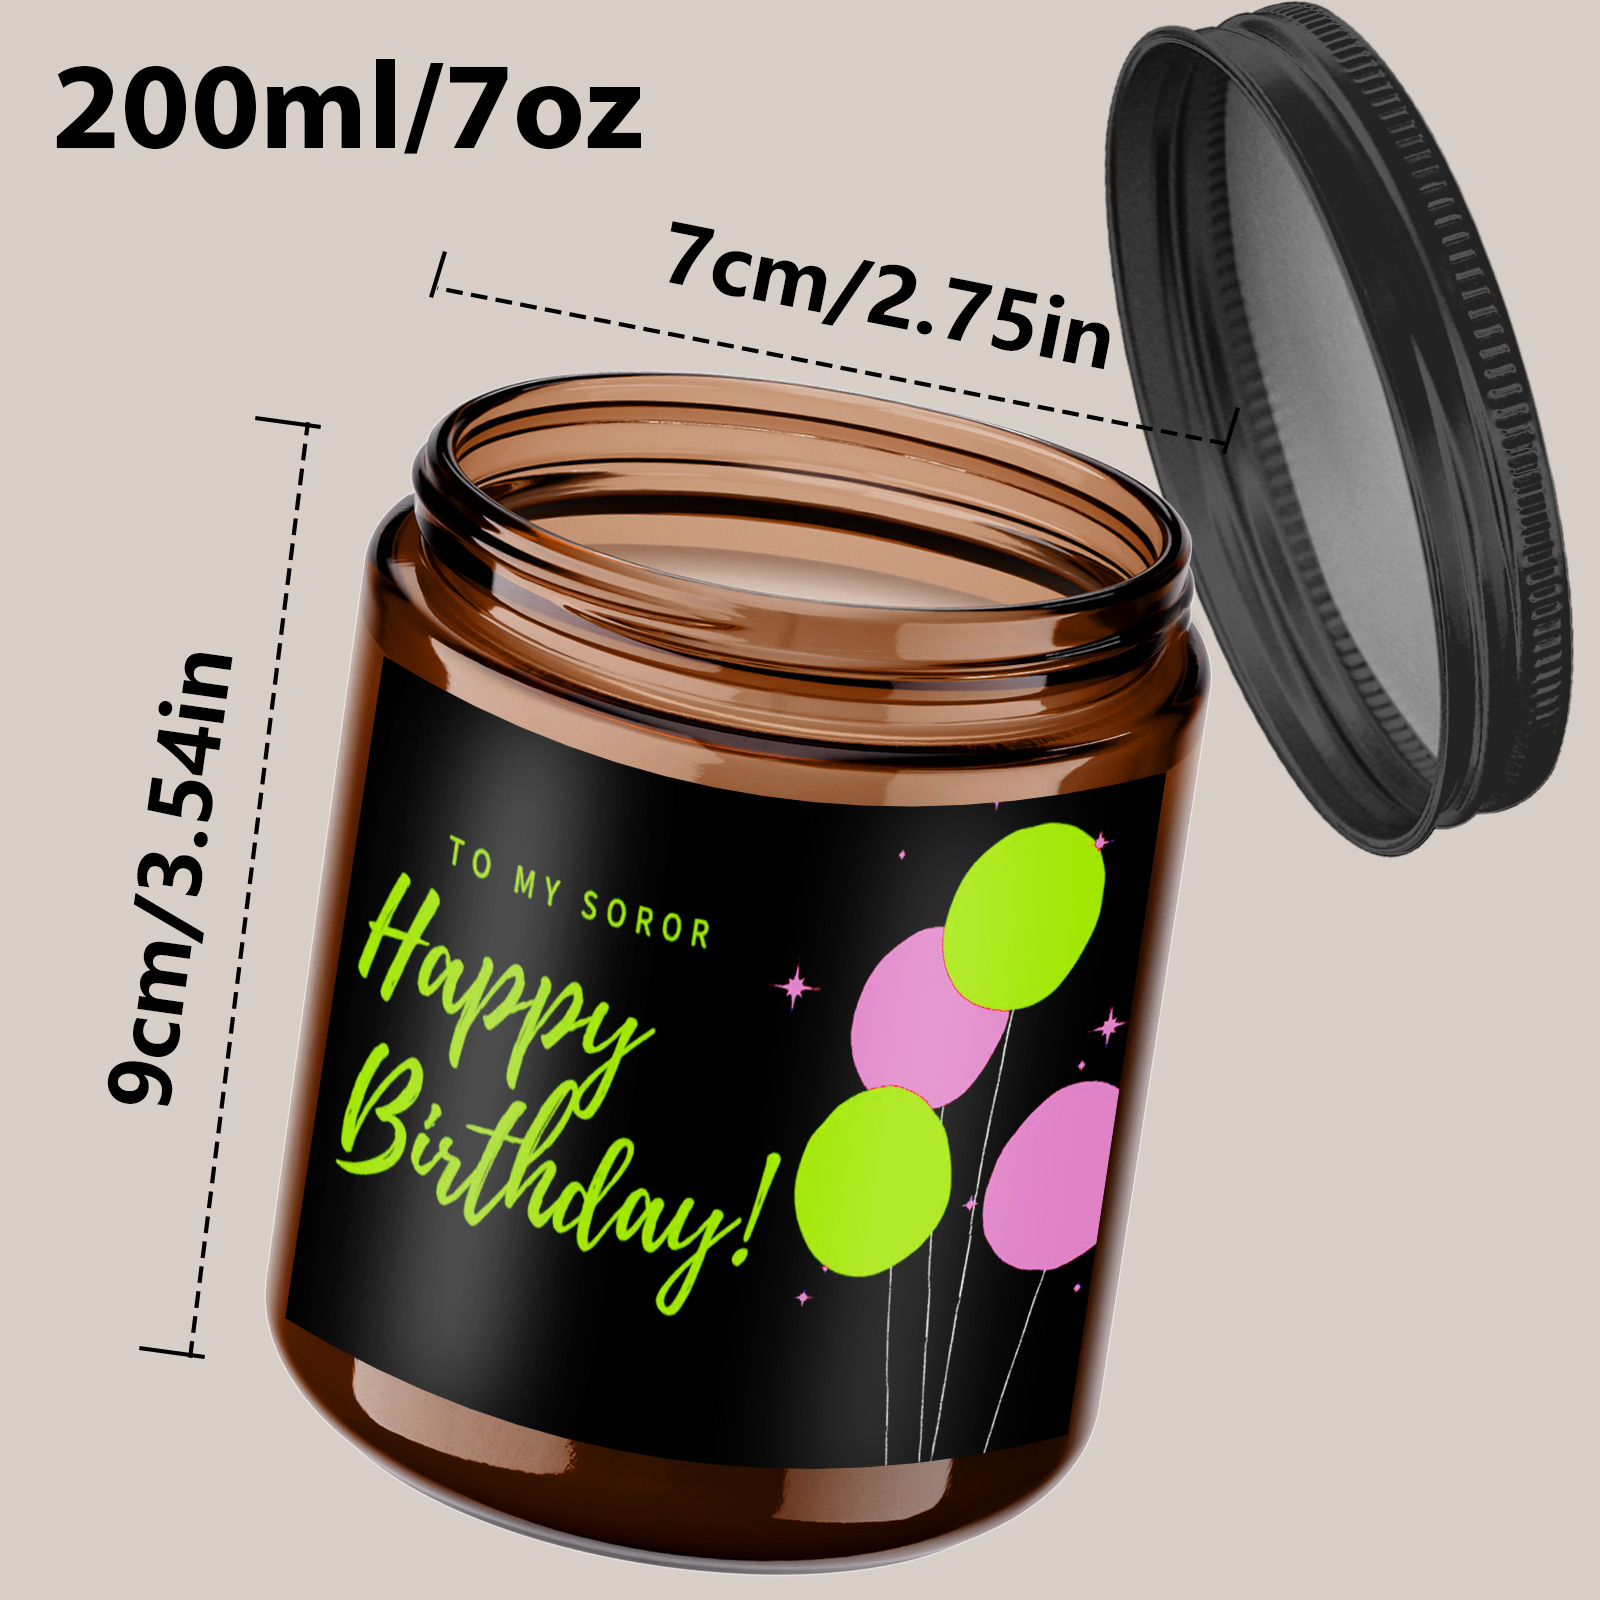 200ml/7oz
7cm/2.75in
9cm/3.54in
TO MY SOROR
Happy
Birthday!